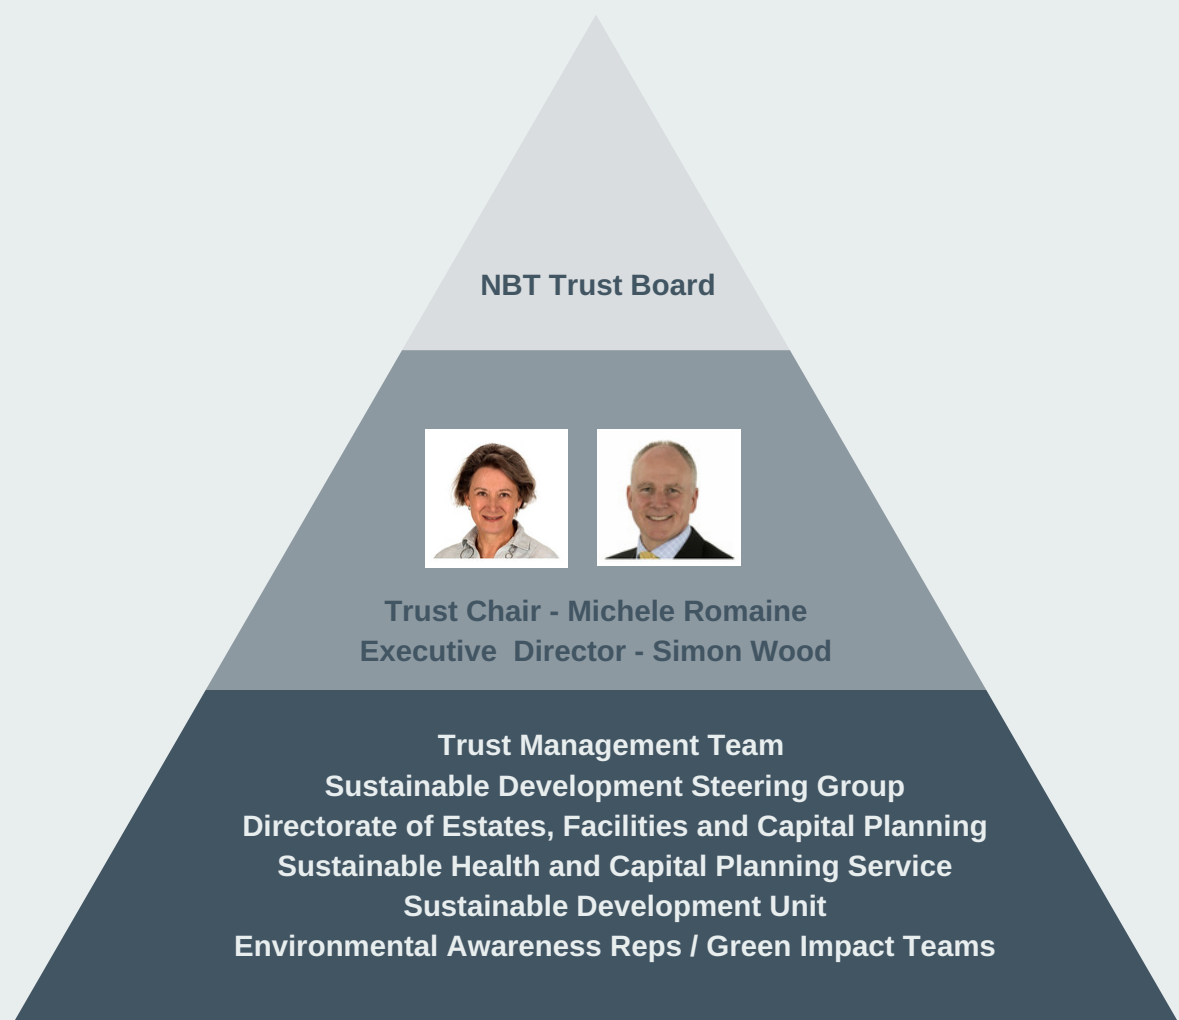 NBT Trust Board
Trust Chair - Michele Romaine
Executive  Director - Simon Wood
Trust Management Team
Sustainable Development Steering Group
Directorate of Estates, Facilities and Capital Planning
Sustainable Health and Capital Planning Service
Sustainable Development Unit
Environmental Awareness Reps / Green Impact Teams